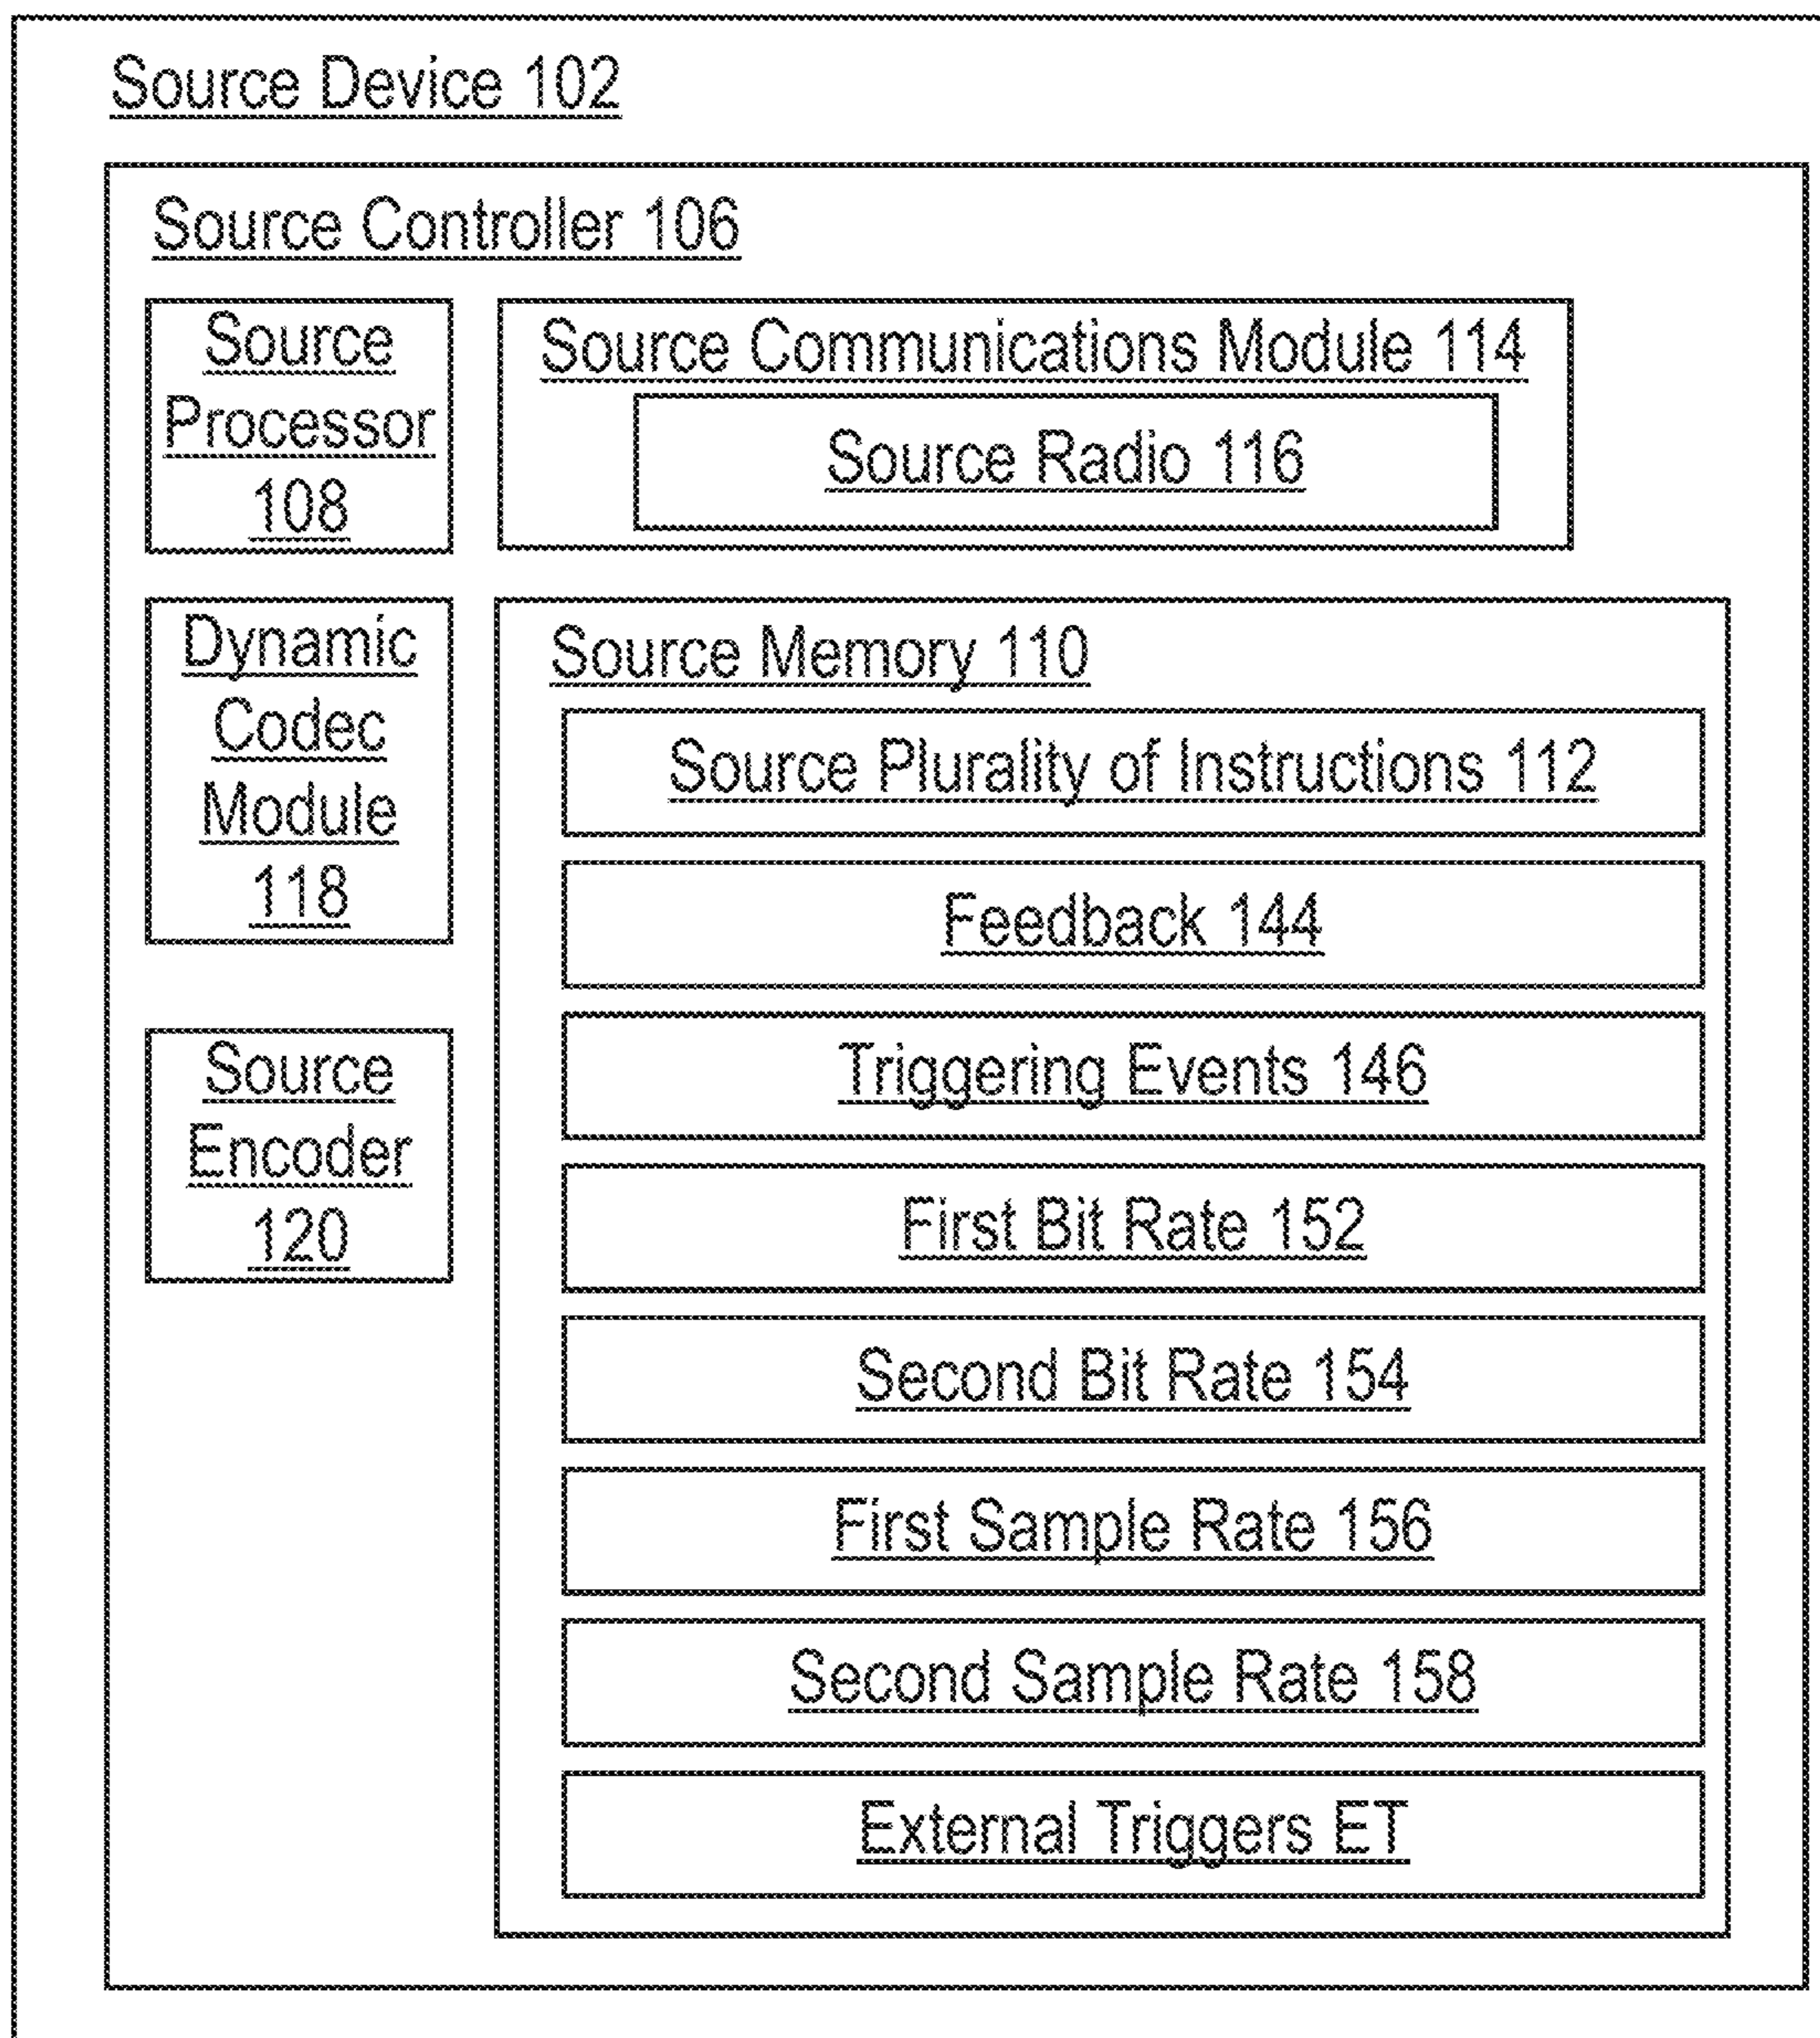 Source Device 102
Source Controller 106
Source
Processor
108
Source Communications Module 114
Source Radio 116
Dynamic
Codec
Module
118
Source
Encoder
120
Source Memory 110
Source Plurality of Instructions 112
Feedback 144
Triggering Events 146
First Bit Rate 152
Second Bit Rate 154
First Sample Rate 156
Second Sample Rate 158
External Triggers ET